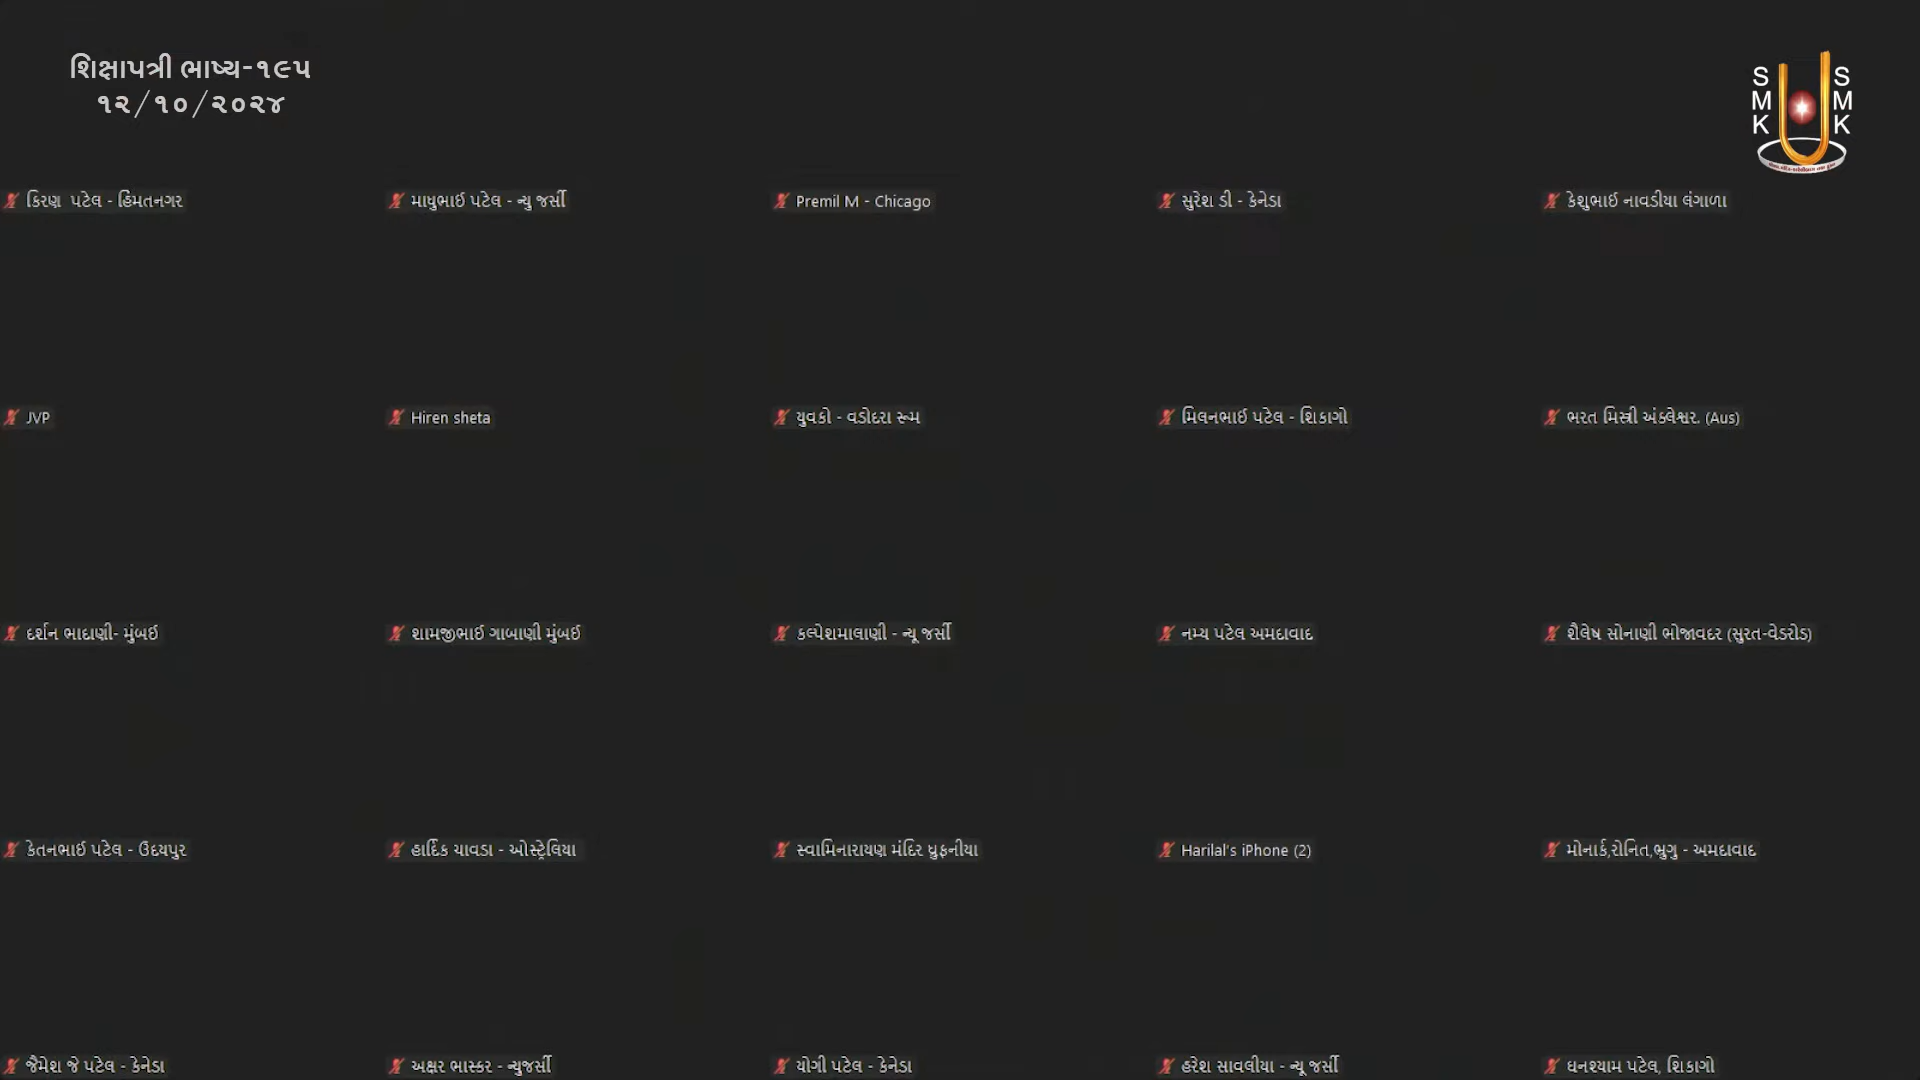 શિક્ષાપત્રી ભાષ્ય-૧૯૫
૧૨/૧૦/૨૦૨૪
S M K
S M K
કિરણ પટેલ - હિંમતનગર
માધુભાઈ પટેલ - ન્યુ જર્સી
Premil M - Chicago
સુરેશ ડી - કેનેડા
કેશુભાઈ નાવડીયા લંગાળા
JVP
Hiren sheta
યુવકો - વડોદરા રૂમ
મિલનભાઈ પટેલ - શિકાગો
ભરત મિસ્ત્રી અંક્લેશ્વર. (Aus)
દર્શન ભાદાણી- મુંબઈ
શામજીભાઈ ગાબાણી મુંબઈ
કલ્પેશમાલાણી - ન્યૂ જર્સી
નમ્ય પટેલ અમદાવાદ
શૈલેષ સોનાણી ભોજાવદર (સુરત-વેડરોડ)
કેતનભાઈ પટેલ - ઉદયપુર
હાર્દિક ચાવડા - ઓસ્ટ્રેલિયા
સ્વામિનારાયણ મંદિર ધ્રુફનીયા
Harilal's iPhone (2)
મોનાર્ક,રોનિત,ભ્રુગુ - અમદાવાદ
જૈમેશ જે પટેલ - કેનેડા
અક્ષર ભાસ્કર - ન્યુજર્સી
યોગી પટેલ - કેનેડા
હરેશ સાવલીયા - ન્યૂ જર્સી
ઘનશ્યામ પટેલ, શિકાગો